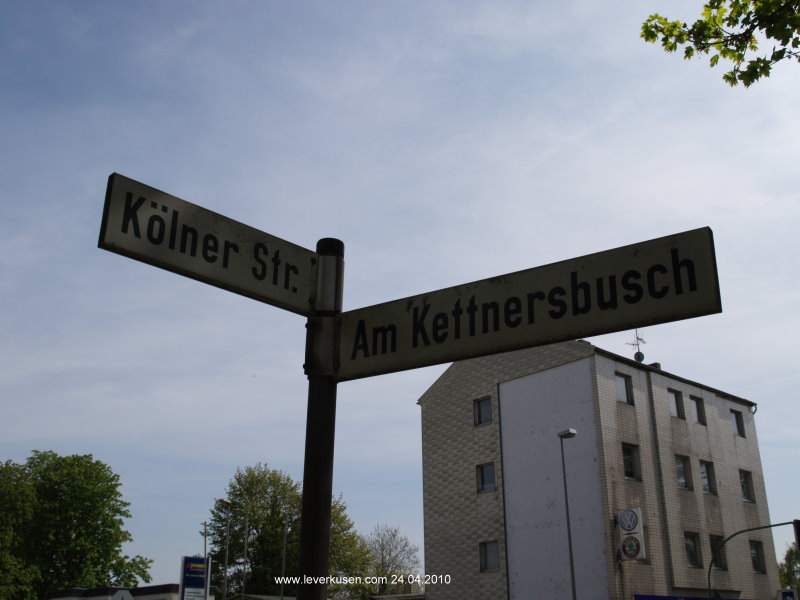 Kölner Str.
Am Kettnersbusch
www.leverkusen.com 24.04.2010